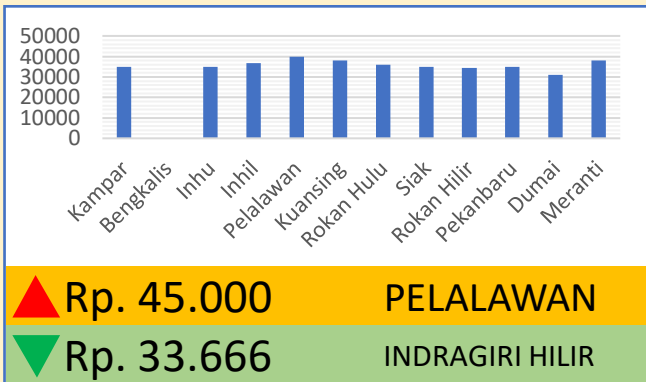 50000
40000
30000
20000
10000
0
Kampar
Bengkalis
Inhu
Inhil
Pelalawan
Kuansing
Rokan Hulu
Siak
Rokan Hilir
Pekanbaru
Dumai
Meranti
Rp. 45.000 PELALAWAN
Rp. 33.666 INDRAGIRI HILIR